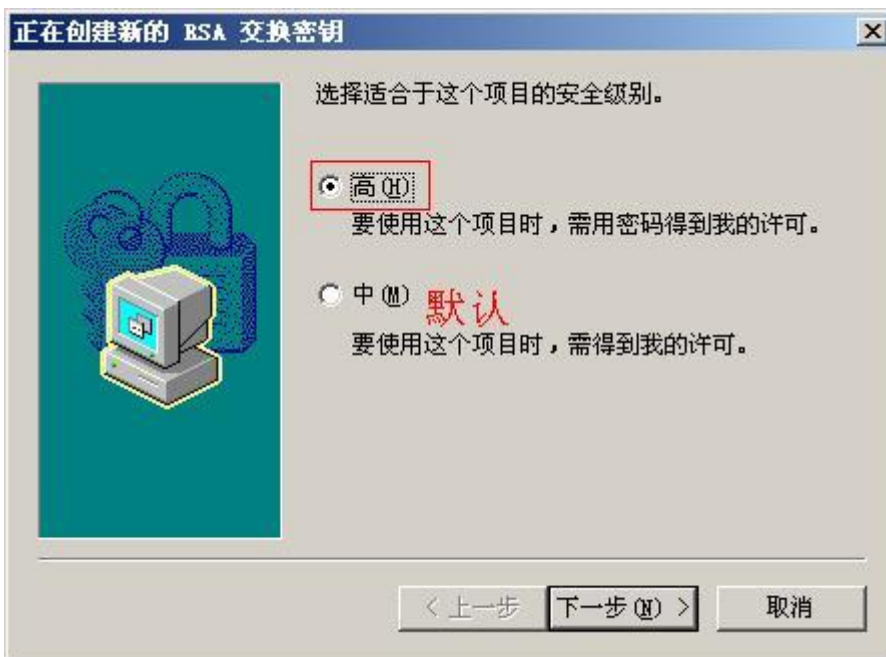 正在创建新的 RSA 交换密钥
选择适合于这个项目的安全级别。
高(H)
要使用这个项目时，需用密码得到我的许可。
中(M) 默认
要使用这个项目时，需得到我的许可。
< 上一步 下一步(N) > 取消